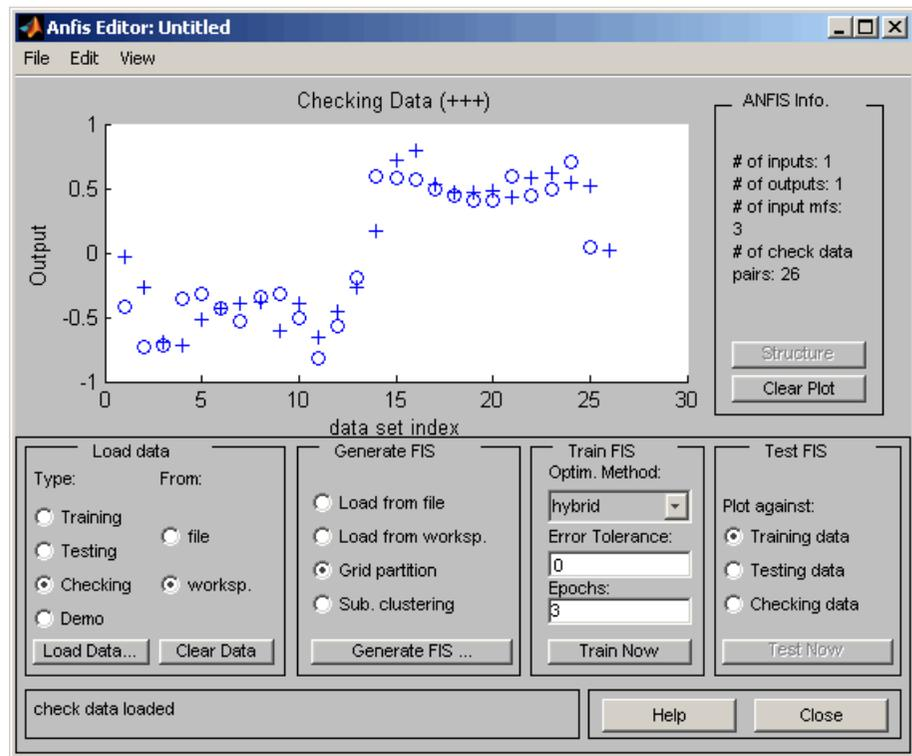 Anfis Editor: Untitled
File Edit View
Checking Data (+++)
1
0.5
0
-0.5
-1
Output
0 5 10 15 20 25 30
data set index
ANFIS Info.
# of inputs: 1
# of outputs: 1
# of input mfs:
3
# of check data
pairs: 26
Structure
Clear Plot
Load data
Type: From:
Training
file
Testing
Checking
worksp.
Demo
Load Data... Clear Data
Generate FIS
Load from file
Load from worksp.
Grid partition
Sub. clustering
Generate FIS ...
Train FIS
Optim. Method:
hybrid
Error Tolerance:
0
Epochs:
3
Train Now
Test FIS
Plot against:
Training data
Testing data
Checking data
Test Now
check data loaded
Help Close